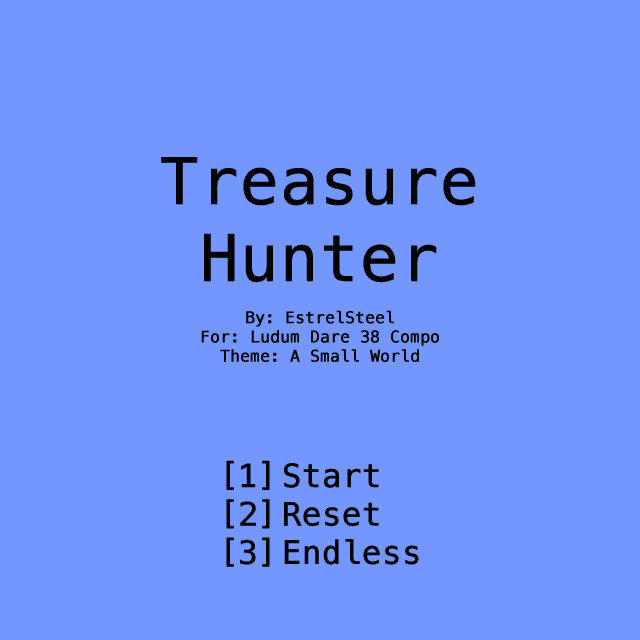 Treasure
Hunter
By: EstrelSteel
For: Ludum Dare 38 Compo
Theme: A Small World
[1] Start
[2] Reset
[3] Endless